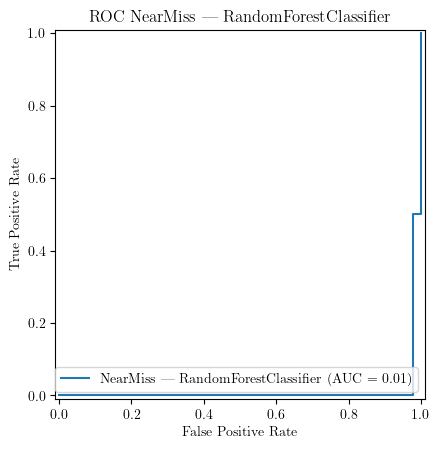 ROC NearMiss — RandomForestClassifier
1.0
0.8
0.6
0.4
0.2
0.0
True Positive Rate
NearMiss — RandomForestClassifier (AUC = 0.01)
0.0 0.2 0.4 0.6 0.8 1.0
False Positive Rate